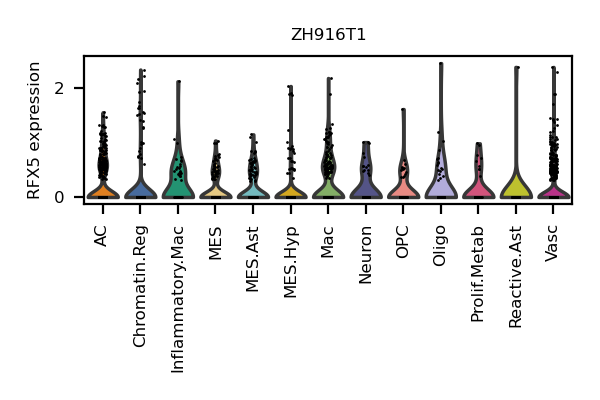 ZH916T1
RFX5 expression
2
0
AC
Chromatin.Reg
Inflammatory.Mac
MES
MES.Ast
MES.Hyp
Mac
Neuron
OPC
Oligo
Prolif.Metab
Reactive.Ast
Vasc